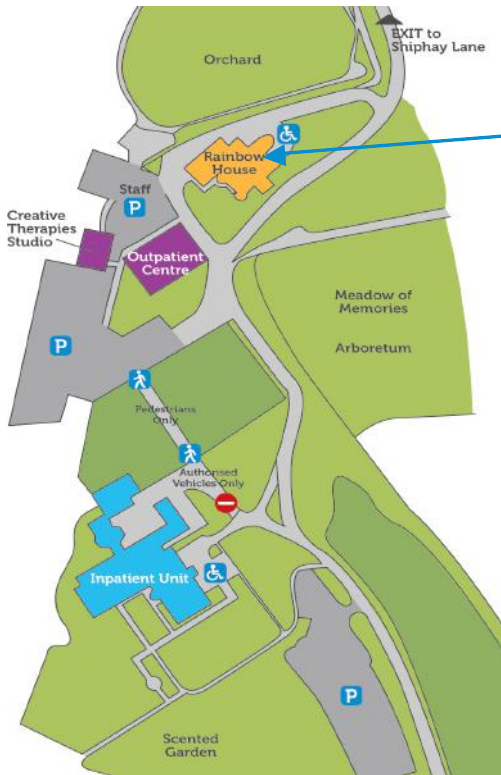 EXIT to
Shiphay Lane
Orchard
Rainbow
House
Staff
P
Creative
Therapies
Studio
Outpatient
Centre
Meadow of
Memories
Arboretum
P
Pedestrians
Only
Authorised
Vehicles Only
Inpatient Unit
P
Scented
Garden